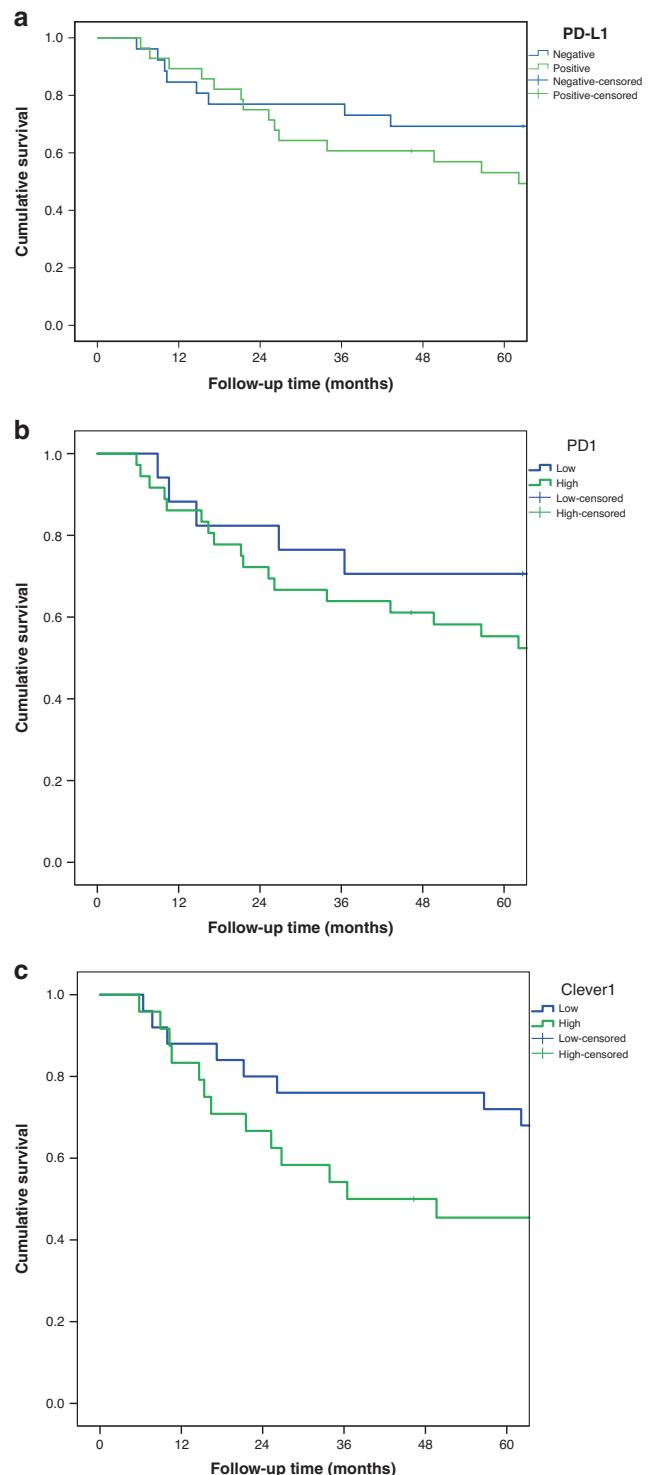 a
PD-L1
Negative
Positive
Negative-censored
Positive-censored
1.0
0.8
0.6
0.4
0.2
0.0
Cumulative survival
0 12 24 36 48 60
Follow-up time (months)
b
PD1
Low
High
Low-censored
High-censored
1.0
0.8
0.6
0.4
0.2
0.0
Cumulative survival
0 12 24 36 48 60
Follow-up time (months)
c
Clever1
Low
High
Low-censored
High-censored
1.0
0.8
0.6
0.4
0.2
0.0
Cumulative survival
0 12 24 36 48 60
Follow-up time (months)